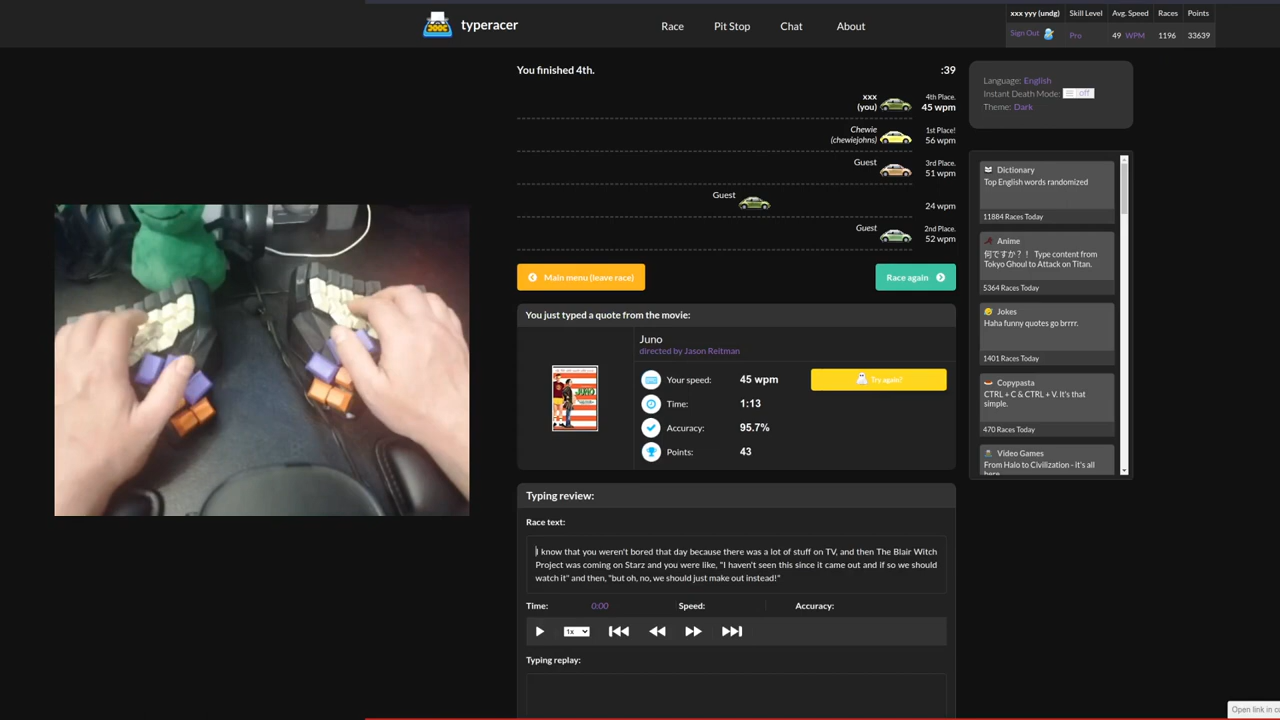 typeracer
Race
Pit Stop
Chat
About
xxx yyy (undg)
Skill Level
Avg. Speed
Races
Points
Sign Out
Pro
49 WPM
1196
33639
You finished 4th.
:39
xxx
(you)
4th Place.
45 wpm
Chewie
(chewiejohns)
1st Place!
56 wpm
Guest
3rd Place.
51 wpm
Guest
24 wpm
Guest
2nd Place.
52 wpm
Main menu (leave race)
Race again
You just typed a quote from the movie:
Juno
directed by Jason Reitman
JUNO
Your speed:
45 wpm
Try again?
Time:
1:13
Accuracy:
95.7%
Points:
43
Typing review:
Race text:
I know that you weren't bored that day because there was a lot of stuff on TV, and then The Blair Witch
Project was coming on Starz and you were like, "I haven't seen this since it came out and if so we should
watch it" and then, "but oh, no, we should just make out instead!"
Time:
0:00
Speed:
Accuracy:
1x
Typing replay:
Language: English
Instant Death Mode: off
Theme: Dark
Dictionary
Top English words randomized
11884 Races Today
Anime
何ですか？！ Type content from
Tokyo Ghoul to Attack on Titan.
5364 Races Today
Jokes
Haha funny quotes go brrrr.
1401 Races Today
Copypasta
CTRL + C & CTRL + V. It's that
simple.
470 Races Today
Video Games
From Halo to Civilization - it's all
here
Open link in